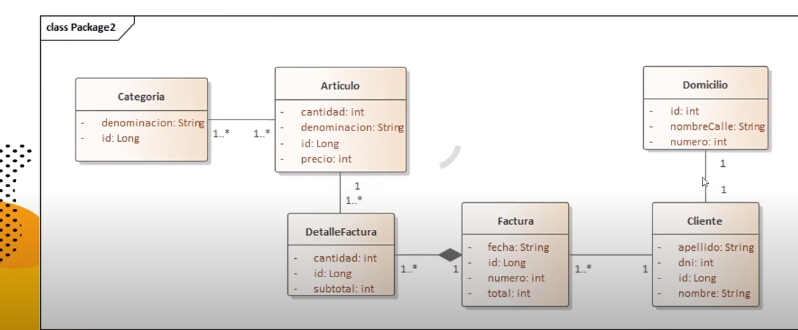 class Package2
Categoria
- denominacion: String
- id: Long
1..*
1..*
Articulo
- cantidad: int
- denominacion: String
- id: Long
- precio: int
1
1..*
DetalleFactura
- cantidad: int
- id: Long
- subtotal: int
1..*
1
Factura
- fecha: String
- id: Long
- numero: int
- total: int
1..*
1
Domicilio
- id: int
- nombreCalle: String
- numero: int
1
1
Cliente
- apellido: String
- dni: int
- id: Long
- nombre: String